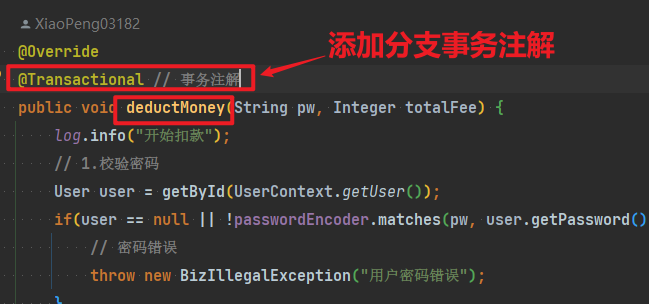 XiaoPeng03182
添加分支事务注解
@Override
@Transactional // 事务注解
public void deductMoney(String pw, Integer totalFee) {
log.info("开始扣款");
// 1.校验密码
User user = getById(UserContext.getUser());
if(user == null || !passwordEncoder.matches(pw, user.getPassword()
// 密码错误
throw new BizIllegalException("用户密码错误");
}